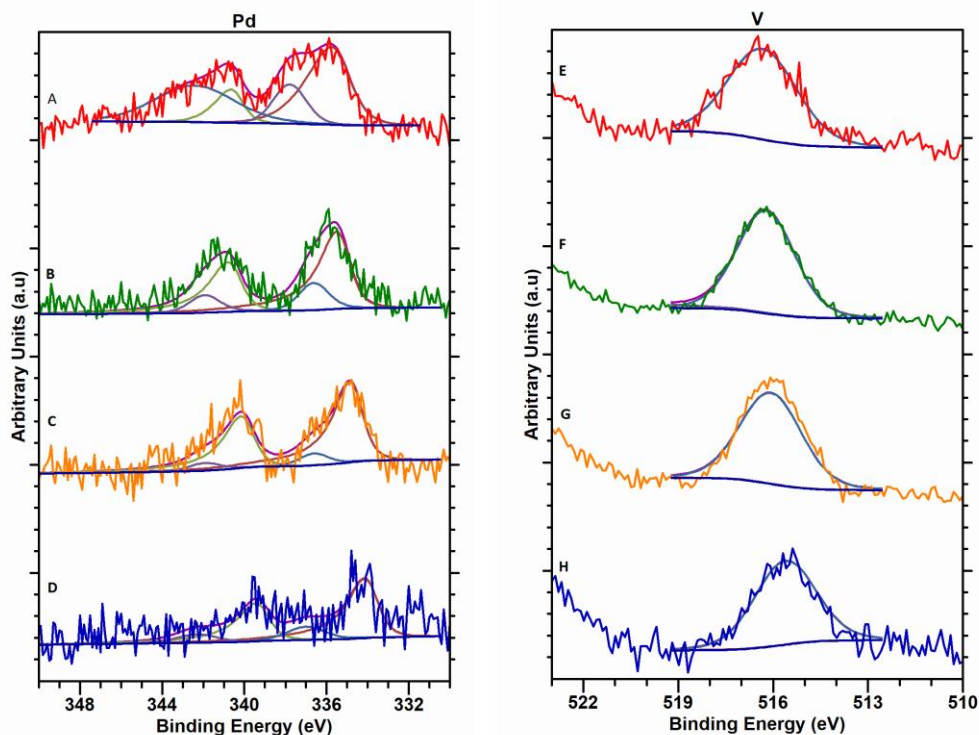 Pd
V
A
B
C
D
E
F
G
H
Arbitrary Units (a.u)
Arbitrary Units (a.u)
348 344 340 336 332
Binding Energy (eV)
522 519 516 513 510
Binding Energy (eV)